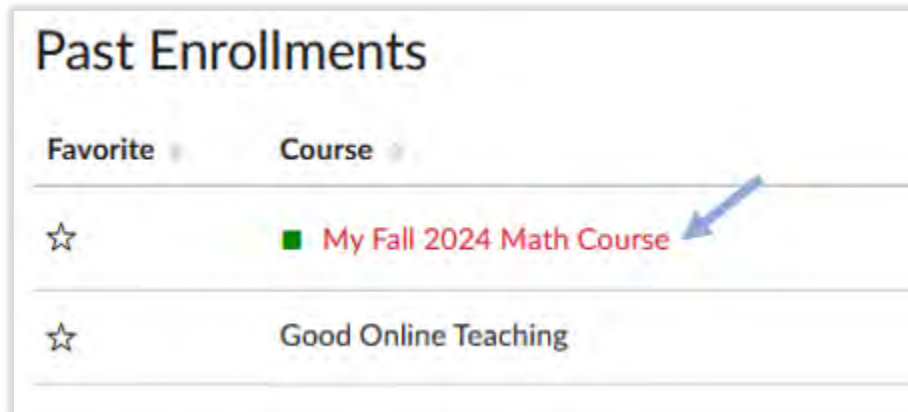 Past Enrollments
Favorite Course
My Fall 2024 Math Course
Good Online Teaching